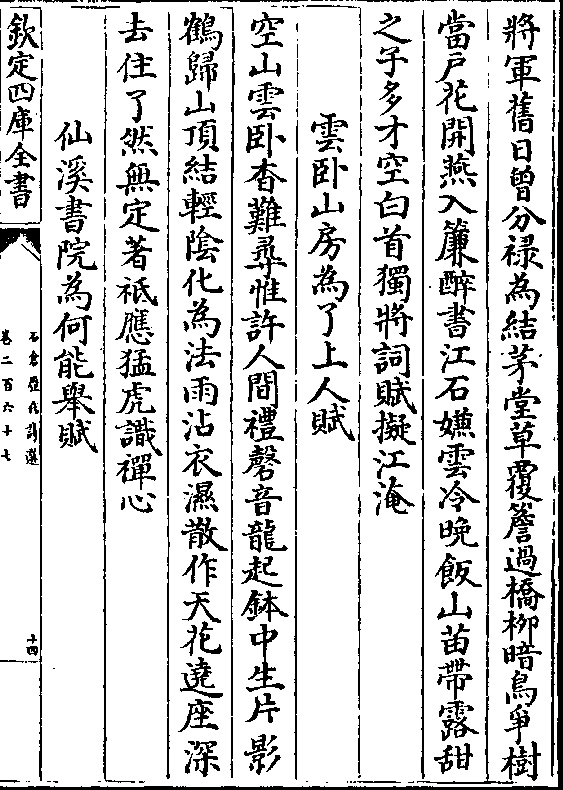 將軍舊日曾分祿為結茅堂草覆簷過橋柳暗烏爭樹
當戶花開燕入簾醉書江石嫌雲冷晚飯山苗帶露甜
之子多才空白首獨將詞賦擬江淹
雲臥山房為了上人賦
空山雲臥杳難尋惟許人間禮磬音龍起鉢中生片影
鶴歸山頂結輕陰化為法雨沾衣濕散作天花遶座深
去住了然無定著祇應猛虎識禪心
仙溪書院為何能舉賦
欽定四庫全書
石倉歷代詩選
卷二百六十七
十四